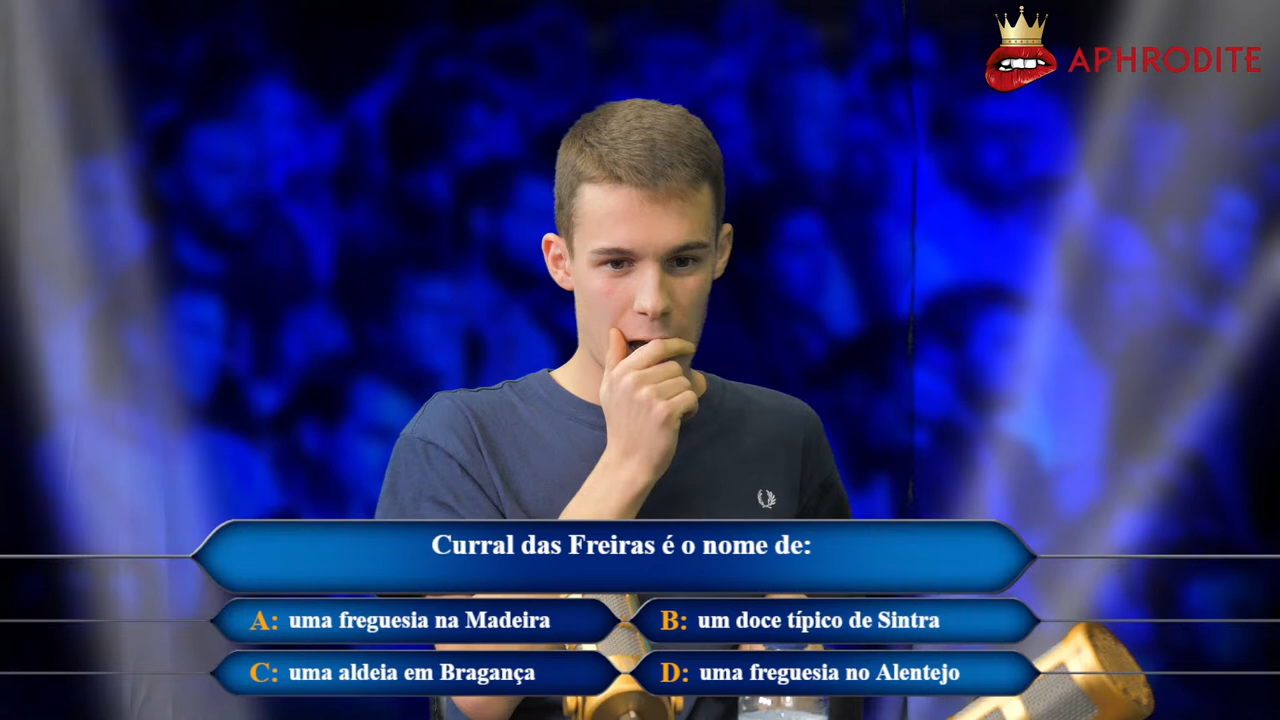 APHRODITE
Curral das Freiras é o nome de:
A: uma freguesia na Madeira
B: um doce típico de Sintra
C: uma aldeia em Bragança
D: uma freguesia no Alentejo